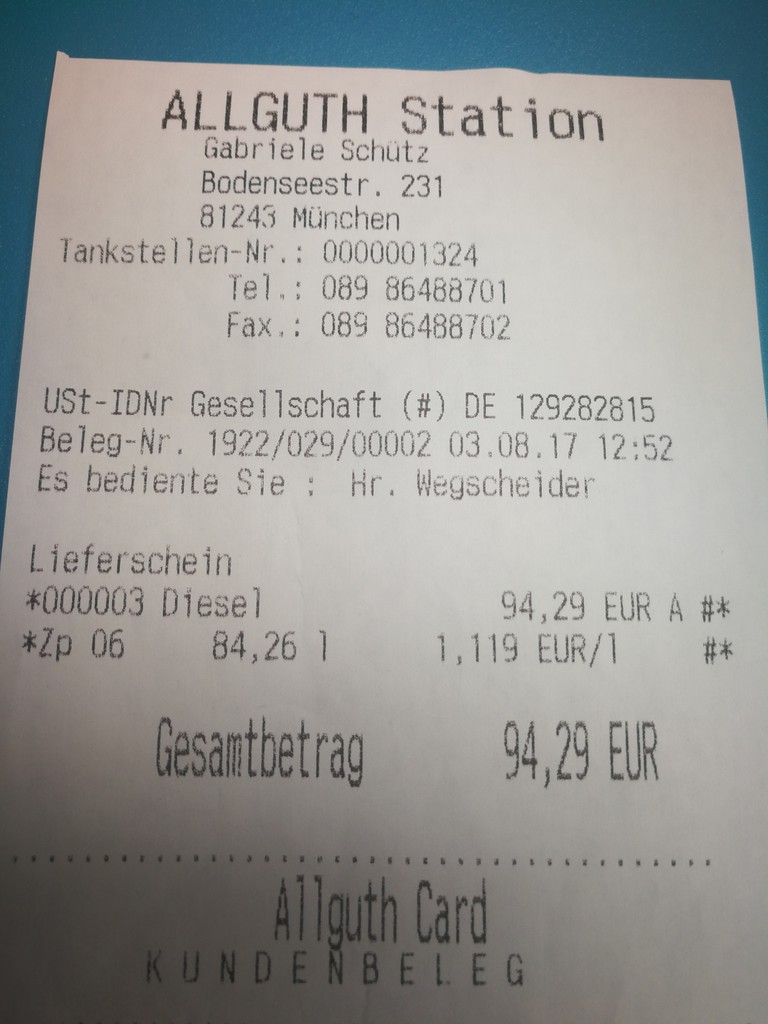 ALLGUTH Station
Gabriele Schütz
Bodenseestr. 231
81243 München
Tankstellen-Nr.: 0000001324
Tel.: 089 86488701
Fax.: 089 86488702
USt-IDNr Gesellschaft (#) DE 129282815
Beleg-Nr. 1922/029/00002 03.08.17 12:52
Es bediente Sie : Hr. Wegscheider
Lieferschein
*000003 Diesel 94,29 EUR A #*
*Zp 06 84,26 l 1,119 EUR/l #*
Gesamtbetrag 94,29 EUR
Allguth Card
KUNDENBELEG